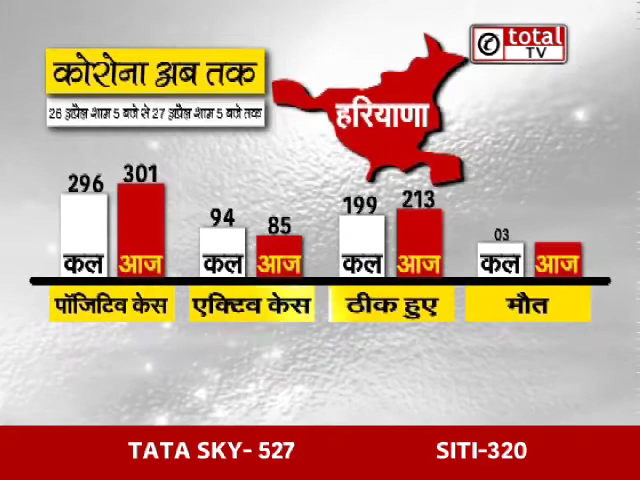 कोरोना अब तक
26 अप्रैल शाम 5 बजे से 27 अप्रैल शाम 5 बजे तक
total
TV
हरियाणा
296 301 94 85 199 213 03
कल आज कल आज कल आज कल आज
पॉजिटिव केस एक्टिव केस ठीक हुए मौत
TATA SKY- 527 SITI-320